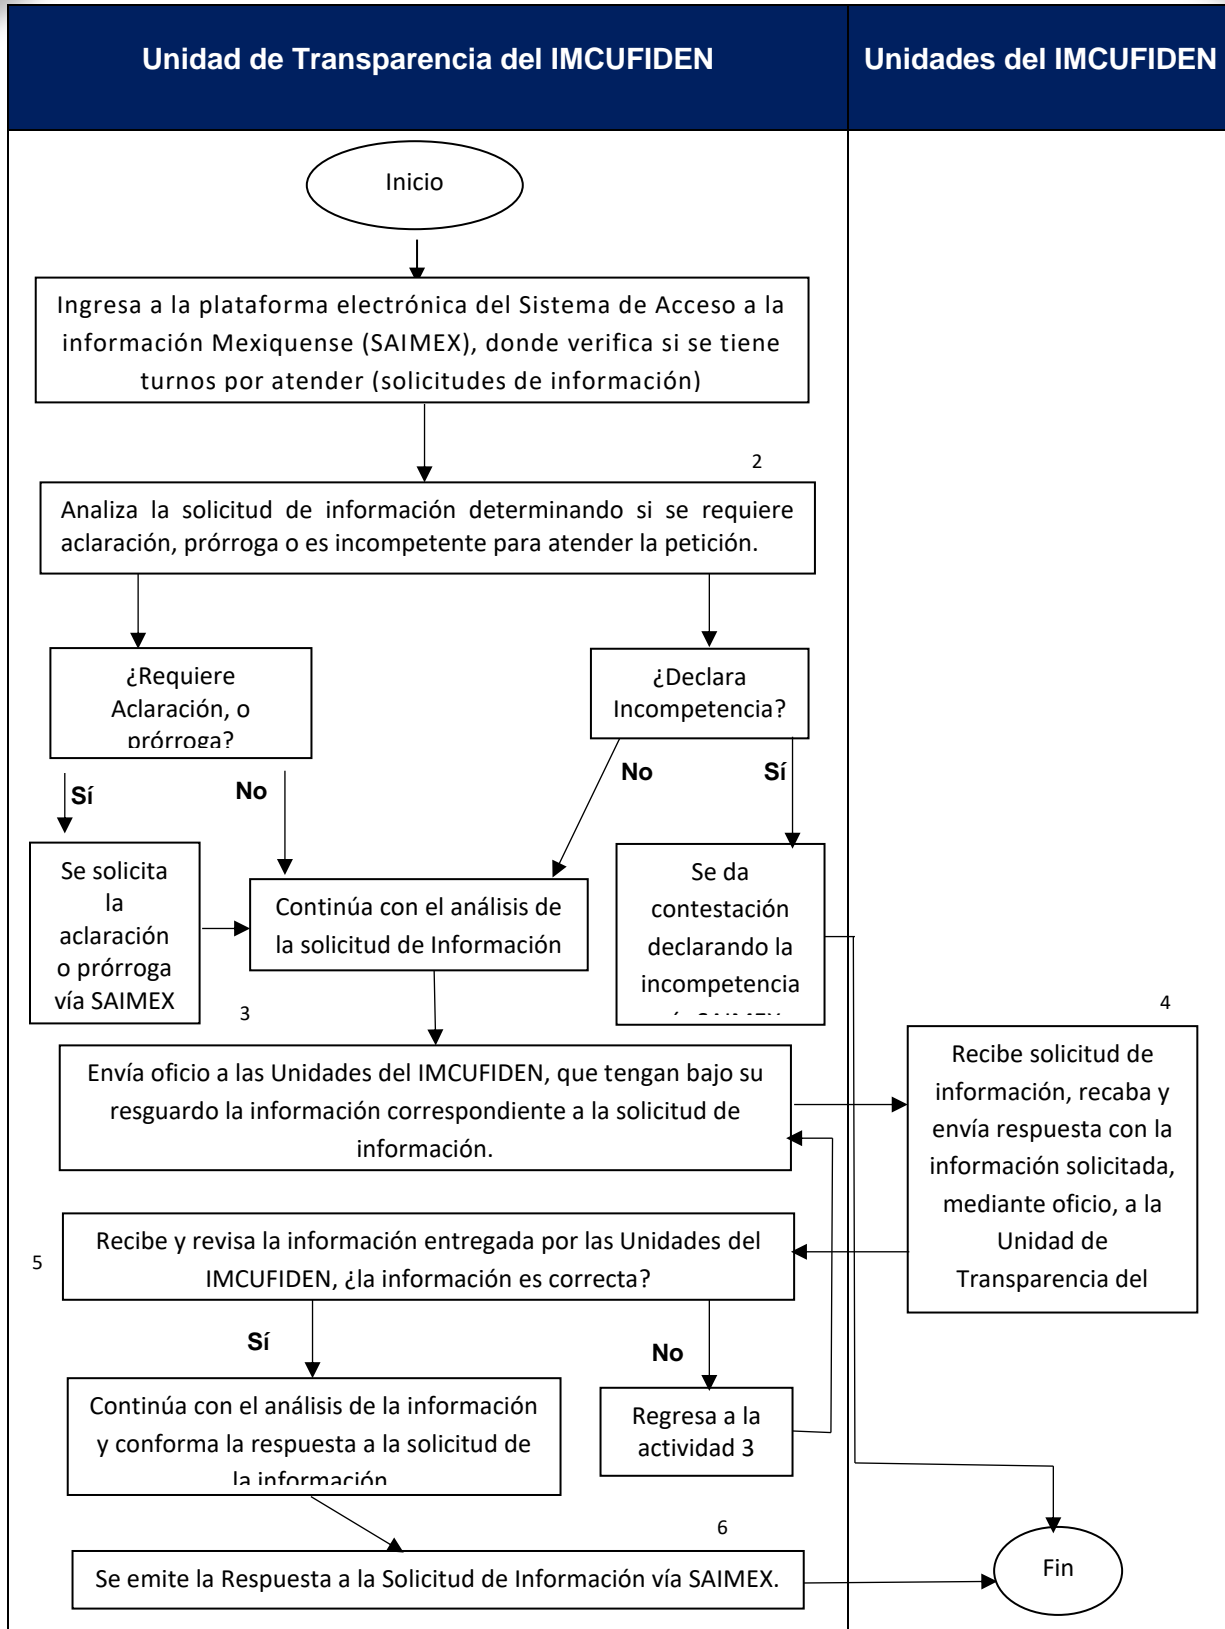 Unidad de Transparencia del IMCUFIDEN
Unidades del IMCUFIDEN
Inicio
Ingresa a la plataforma electrónica del Sistema de Acceso a la
información Mexiquense (SAIMEX), donde verifica si se tiene
turnos por atender (solicitudes de información)
2
Analiza la solicitud de información determinando si se requiere
aclaración, prórroga o es incompetente para atender la petición.
¿Requiere
Aclaración, o
prórroga?
¿Declara
Incompetencia?
Sí
No
No
Sí
Se solicita
la
aclaración
o prórroga
vía SAIMEX
Continúa con el análisis de
la solicitud de Información
Se da
contestación
declarando la
incompetencia
vía SAIMEX
3
4
Envía oficio a las Unidades del IMCUFIDEN, que tengan bajo su
resguardo la información correspondiente a la solicitud de
información.
Recibe solicitud de
información, recaba y
envía respuesta con la
información solicitada,
mediante oficio, a la
Unidad de
Transparencia del
5
Recibe y revisa la información entregada por las Unidades del
IMCUFIDEN, ¿la información es correcta?
Sí
No
Continúa con el análisis de la información
y conforma la respuesta a la solicitud de
la información
Regresa a la
actividad 3
6
Se emite la Respuesta a la Solicitud de Información vía SAIMEX.
Fin